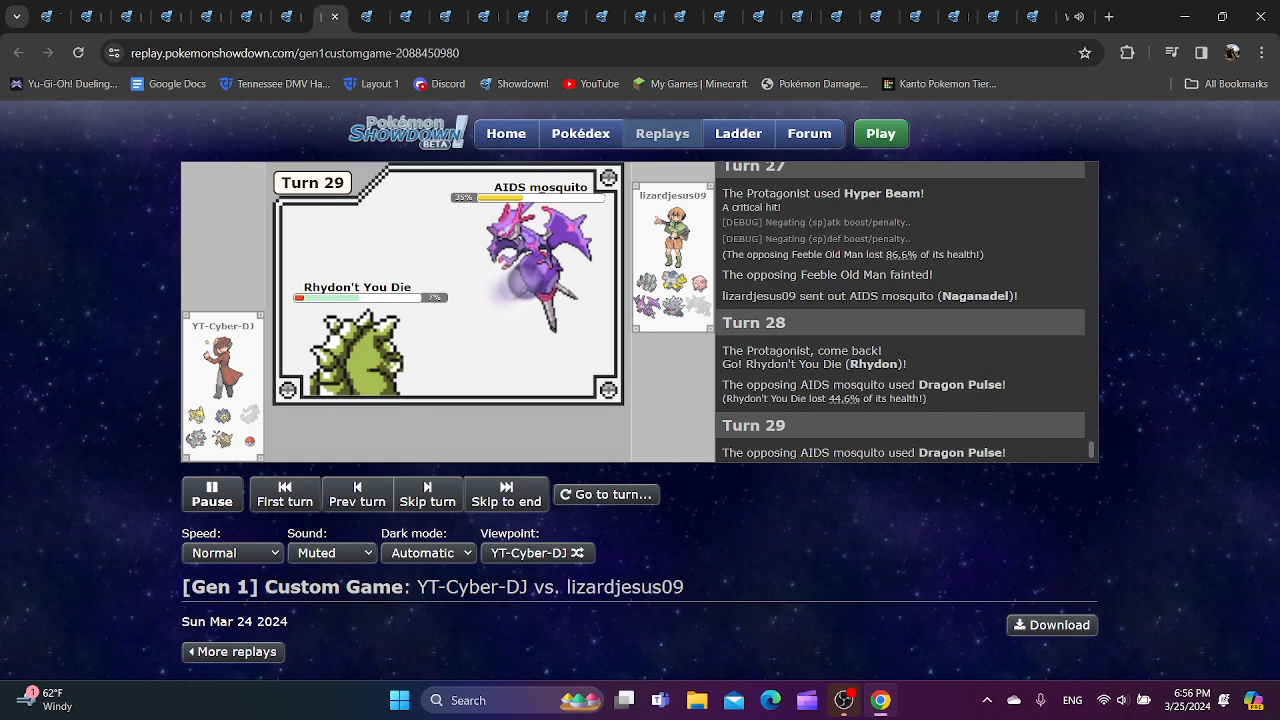 replay.pokemonshowdown.com/gen1customgame-2088450980
Yu-Gi-Oh! Dueling...
Google Docs
Tennessee DMV Ha...
Layout 1
Discord
Showdown!
YouTube
My Games | Minecraft
Pokémon Damage...
Kanto Pokemon Tier...
All Bookmarks
Pokémon
SHOWDOWN!
BETA
Home
Pokédex
Replays
Ladder
Forum
Play
Turn 29
AIDS mosquito
35%
Rhydon't You Die
7%
YT-Cyber-DJ
lizardjesus09
Turn 27
The Protagonist used Hyper Beam!
A critical hit!
[DEBUG] Negating (sp)atk boost/penalty..
[DEBUG] Negating (sp)def boost/penalty..
(The opposing Feeble Old Man lost 86.6% of its health!)
The opposing Feeble Old Man fainted!
lizardjesus09 sent out AIDS mosquito (Naganadel)!
Turn 28
The Protagonist, come back!
Go! Rhydon't You Die (Rhydon)!
The opposing AIDS mosquito used Dragon Pulse!
(Rhydon't You Die lost 44.6% of its health!)
Turn 29
The opposing AIDS mosquito used Dragon Pulse!
Pause
First turn
Prev turn
Skip turn
Skip to end
Go to turn...
Speed:
Sound:
Dark mode:
Viewpoint:
Normal
Muted
Automatic
YT-Cyber-DJ
[Gen 1] Custom Game: YT-Cyber-DJ vs. lizardjesus09
Sun Mar 24 2024
Download
More replays
1
62°F
Windy
Search
ENG
6:56 PM
3/25/2024
PRE